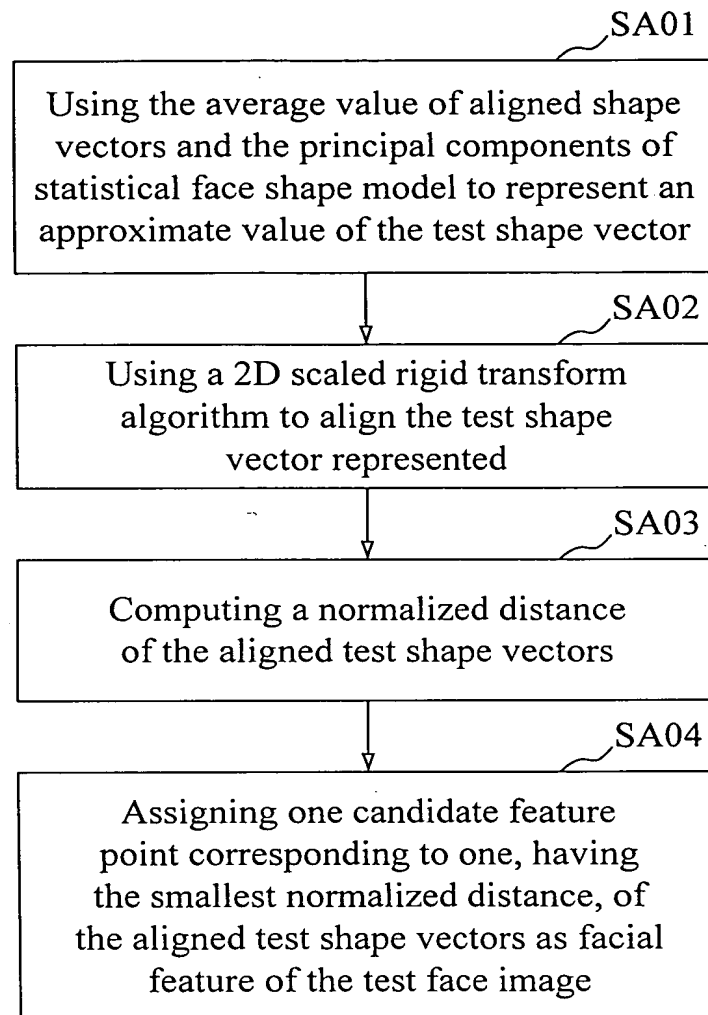 SA01
Using the average value of aligned shape
vectors and the principal components of
statistical face shape model to represent an
approximate value of the test shape vector
SA02
Using a 2D scaled rigid transform
algorithm to align the test shape
vector represented
SA03
Computing a normalized distance
of the aligned test shape vectors
SA04
Assigning one candidate feature
point corresponding to one, having
the smallest normalized distance, of
the aligned test shape vectors as facial
feature of the test face image